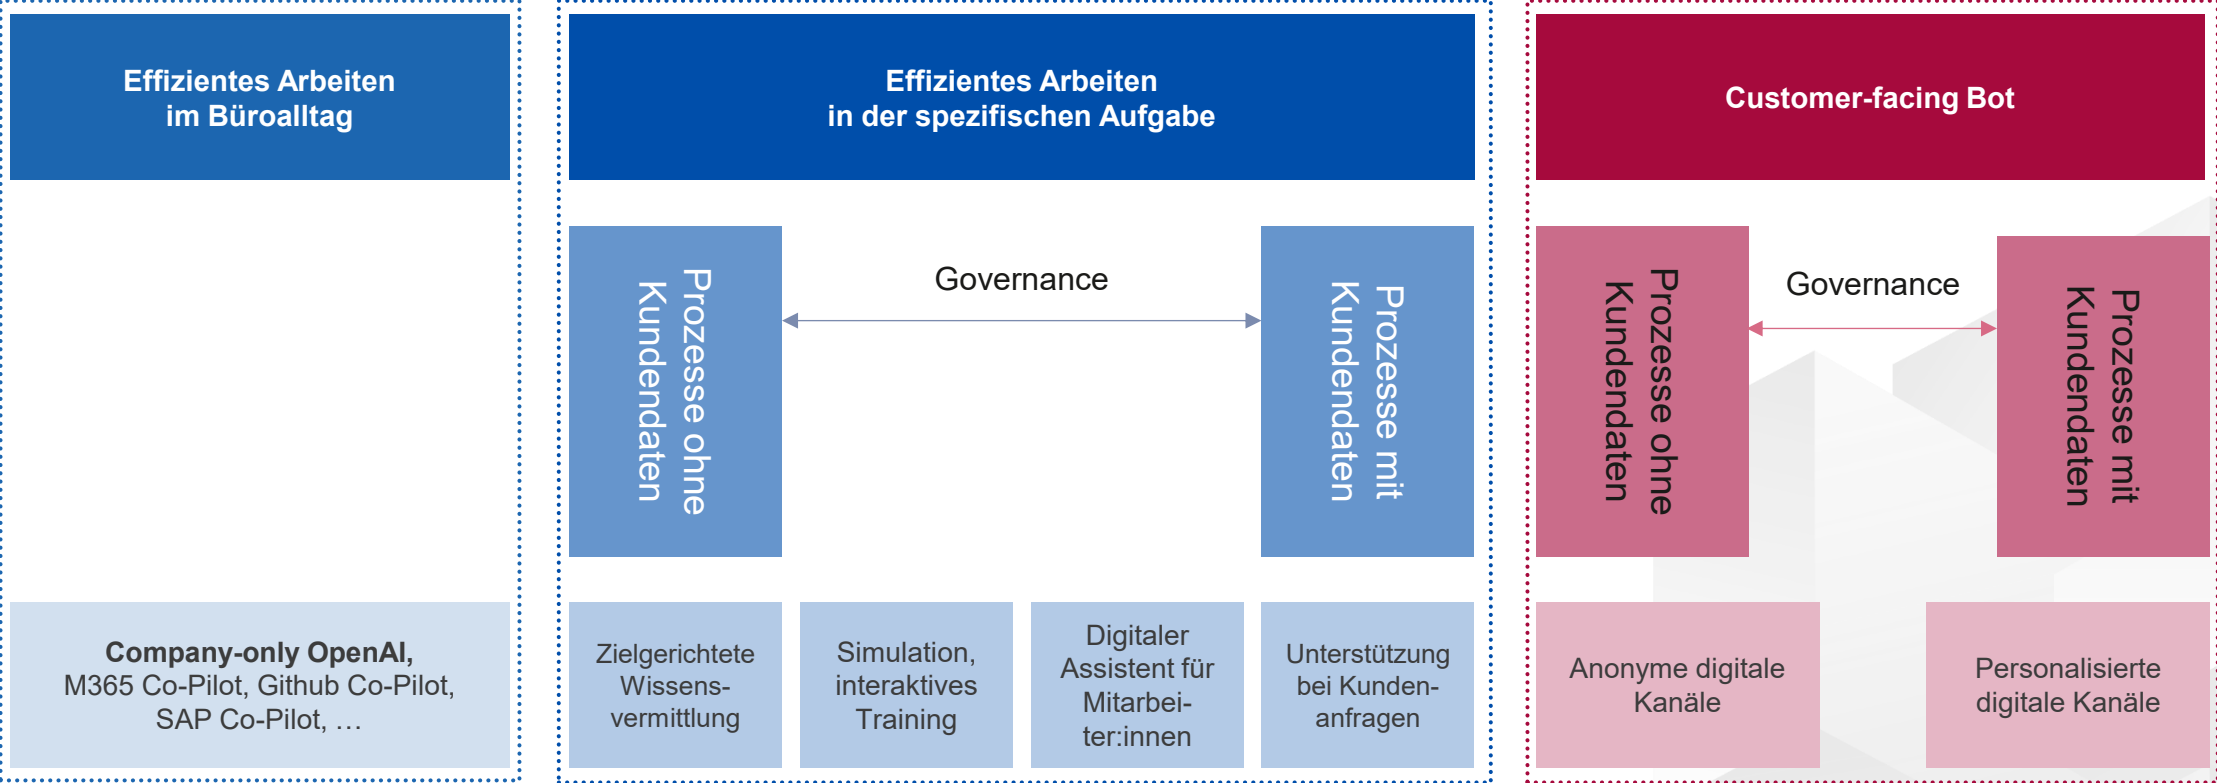 Effizientes Arbeiten
im Büroalltag
Company-only OpenAI,
M365 Co-Pilot, Github Co-Pilot,
SAP Co-Pilot, …
Effizientes Arbeiten
in der spezifischen Aufgabe
Prozesse ohne
Kundendaten
Governance
Prozesse mit
Kundendaten
Zielgerichtete
Wissens-
vermittlung
Simulation,
interaktives
Training
Digitaler
Assistent für
Mitarbei-
ter:innen
Unterstützung
bei Kunden-
anfragen
Customer-facing Bot
Prozesse ohne
Kundendaten
Governance
Prozesse mit
Kundendaten
Anonyme digitale
Kanäle
Personalisierte
digitale Kanäle